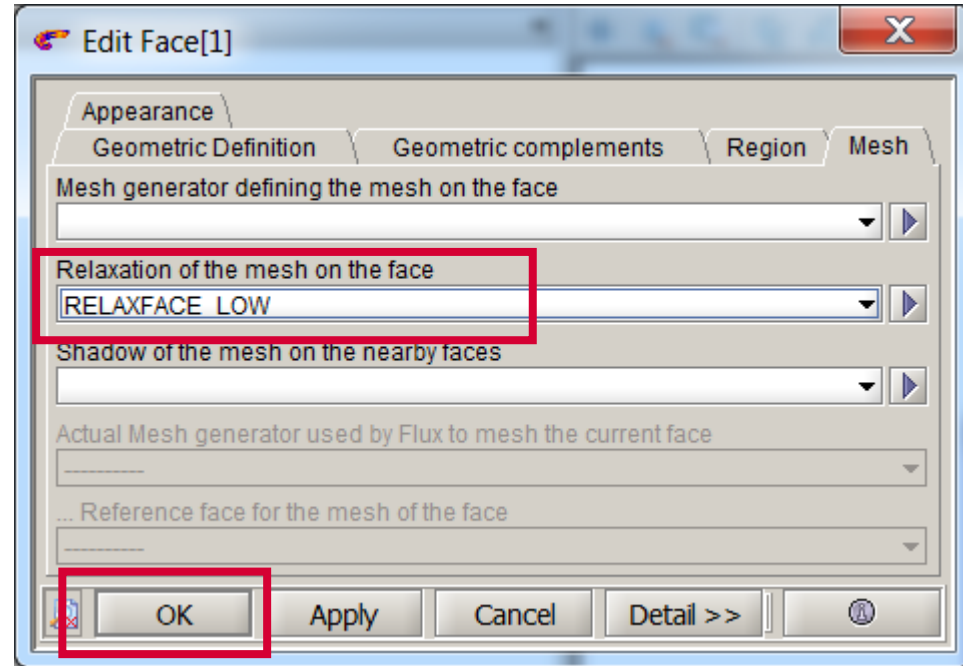 Edit Face[1]
X
Appearance
Geometric Definition Geometric complements Region Mesh
Mesh generator defining the mesh on the face
Relaxation of the mesh on the face
RELAXFACE_LOW
Shadow of the mesh on the nearby faces
Actual Mesh generator used by Flux to mesh the current face
----------
... Reference face for the mesh of the face
----------
OK Apply Cancel Detail >>